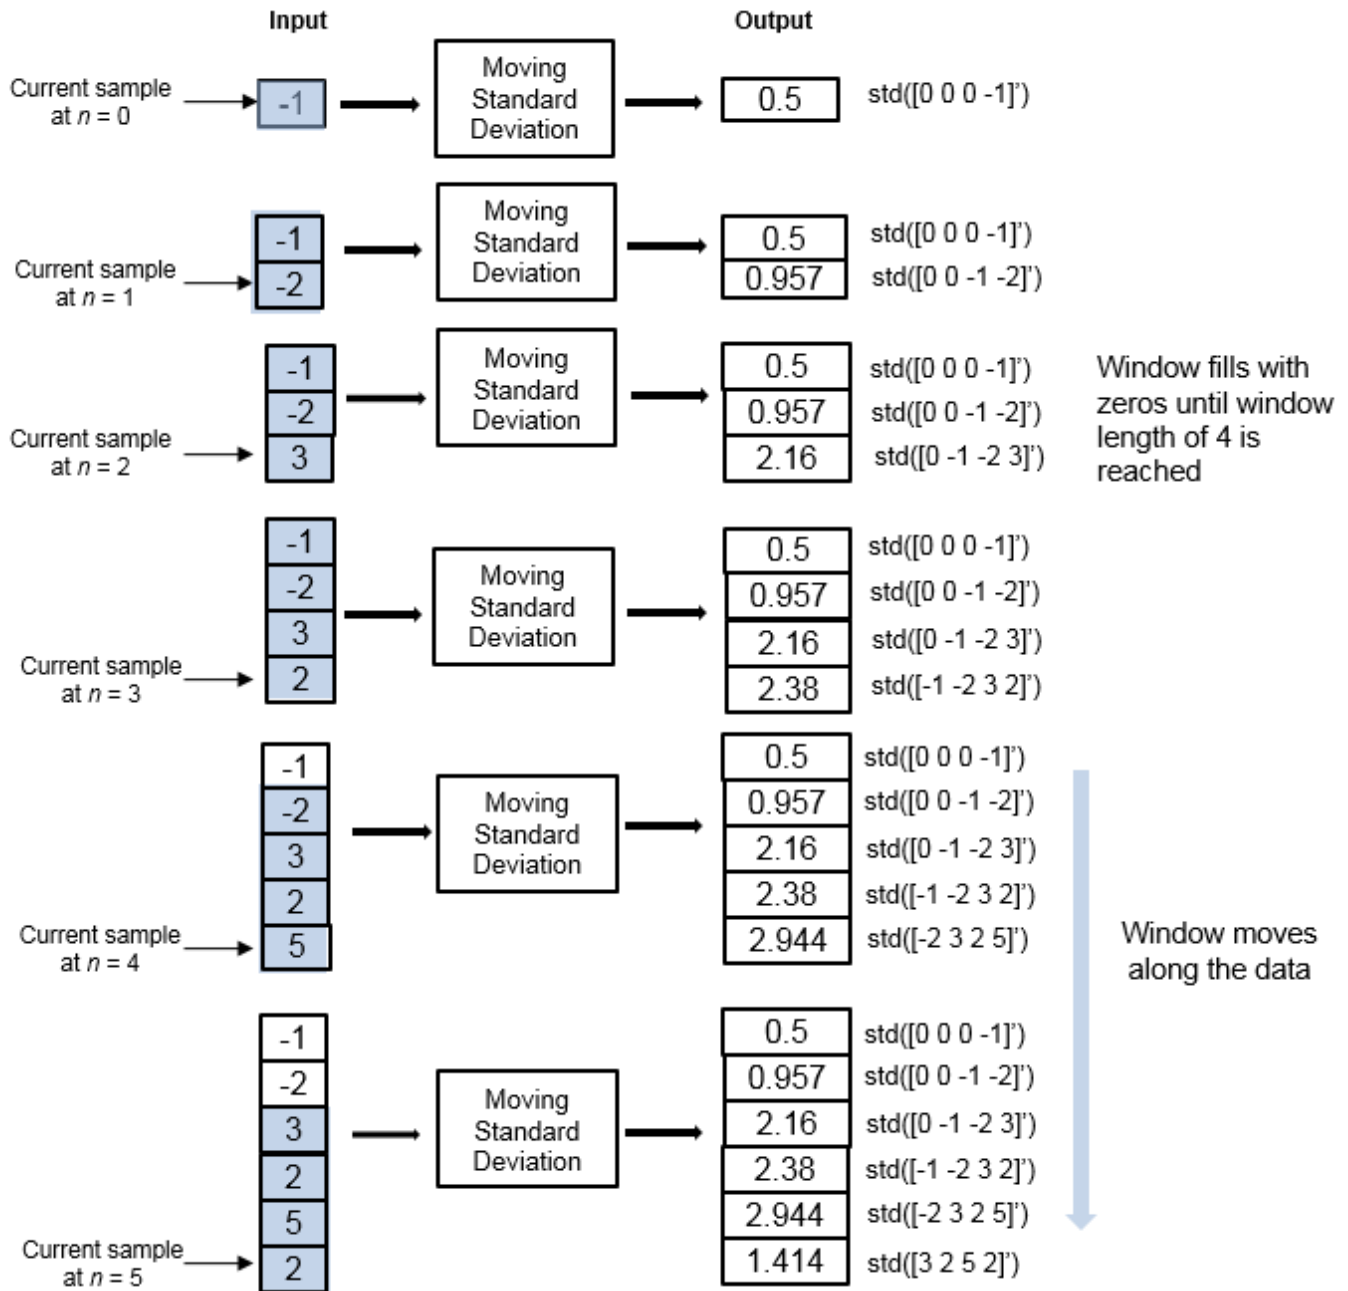 Input
Output
Current sample
at n = 0
-1
Moving
Standard
Deviation
0.5
std([0 0 0 -1]')
Current sample
at n = 1
-1
-2
Moving
Standard
Deviation
0.5
0.957
std([0 0 0 -1]')
std([0 0 -1 -2]')
Current sample
at n = 2
-1
-2
3
Moving
Standard
Deviation
0.5
0.957
2.16
std([0 0 0 -1]')
std([0 0 -1 -2]')
std([0 -1 -2 3]')
Window fills with
zeros until window
length of 4 is
reached
Current sample
at n = 3
-1
-2
3
2
Moving
Standard
Deviation
0.5
0.957
2.16
2.38
std([0 0 0 -1]')
std([0 0 -1 -2]')
std([0 -1 -2 3]')
std([-1 -2 3 2]')
Current sample
at n = 4
-1
-2
3
2
5
Moving
Standard
Deviation
0.5
0.957
2.16
2.38
2.944
std([0 0 0 -1]')
std([0 0 -1 -2]')
std([0 -1 -2 3]')
std([-1 -2 3 2]')
std([-2 3 2 5]')
Window moves
along the data
Current sample
at n = 5
-1
-2
3
2
5
2
Moving
Standard
Deviation
0.5
0.957
2.16
2.38
2.944
1.414
std([0 0 0 -1]')
std([0 0 -1 -2]')
std([0 -1 -2 3]')
std([-1 -2 3 2]')
std([-2 3 2 5]')
std([3 2 5 2]')